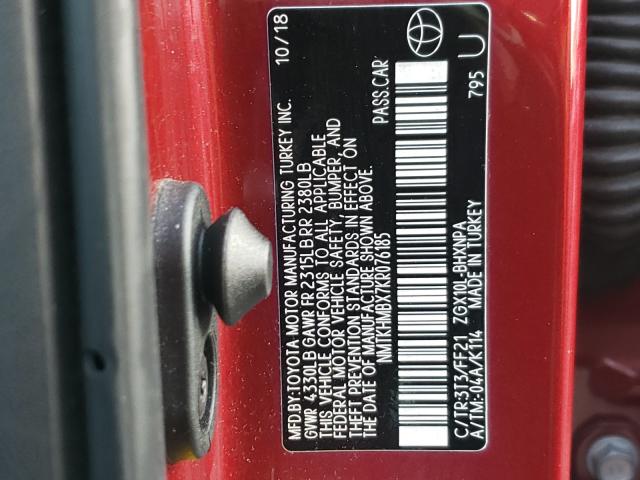 MFD.BY:TOYOTA MOTOR MANUFACTURING TURKEY INC. 10/18
GVWR 4330LB GAWR FR 2315LB RR 2380LB
THIS VEHICLE CONFORMS TO ALL APPLICABLE
FEDERAL MOTOR VEHICLE SAFETY, BUMPER, AND
THEFT PREVENTION STANDARDS IN EFFECT ON
THE DATE OF MANUFACTURE SHOWN ABOVE.
NMTKHMBX7KR076185 PASS.CAR
C/TR:3T3/FF21 ZGX10L-BHXNPA 795 U
A/TM:-04A/K114 MADE IN TURKEY